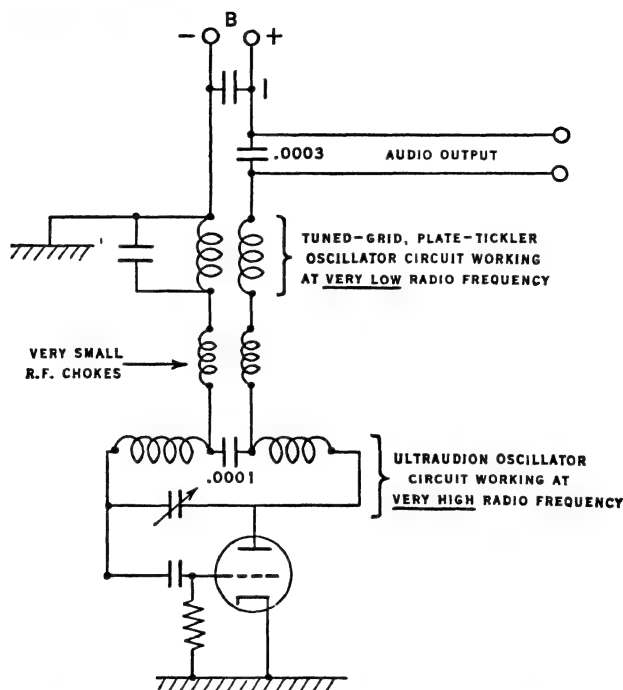 B
- +
.0003 AUDIO OUTPUT
TUNED-GRID, PLATE-TICKLER
OSCILLATOR CIRCUIT WORKING
AT VERY LOW RADIO FREQUENCY
VERY SMALL
R.F. CHOKES
.0001
ULTRAUDION OSCILLATOR
CIRCUIT WORKING AT
VERY HIGH RADIO FREQUENCY